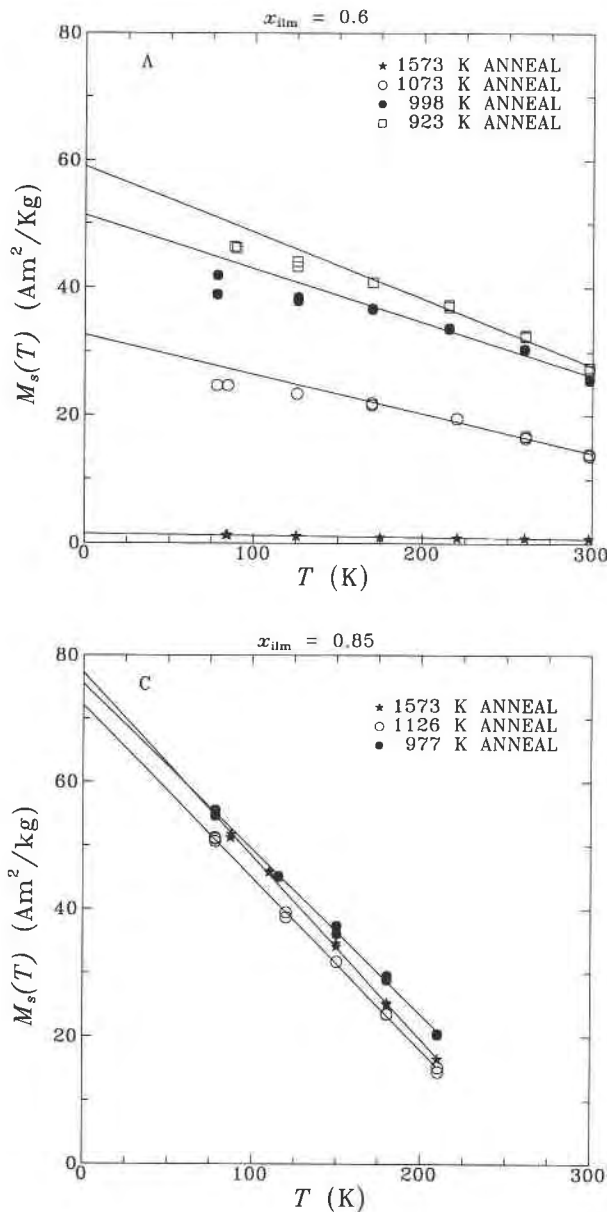 x_ilm = 0.6
80
A
★ 1573 K ANNEAL
○ 1073 K ANNEAL
● 998 K ANNEAL
□ 923 K ANNEAL
60
40
20
0
M_s(T) (Am²/Kg)
0 100 200 300
T (K)
x_ilm = 0.85
80
C
★ 1573 K ANNEAL
○ 1126 K ANNEAL
● 977 K ANNEAL
60
40
20
0
M_s(T) (Am²/kg)
0 100 200 300
T (K)